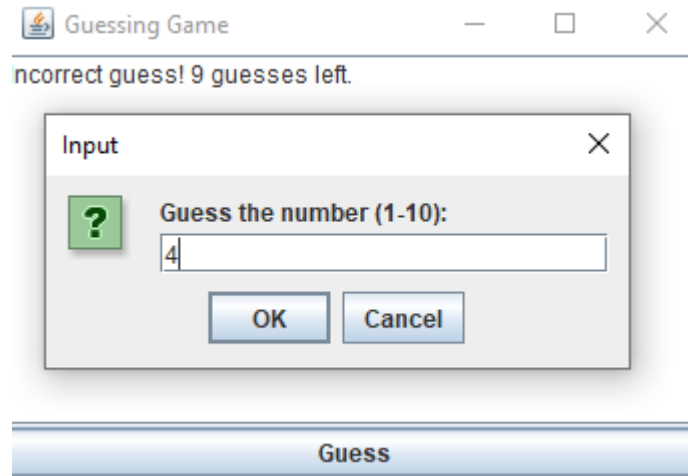 Guessing Game
ncorrect guess! 9 guesses left.
Input
?
Guess the number (1-10):
4
OK Cancel
Guess